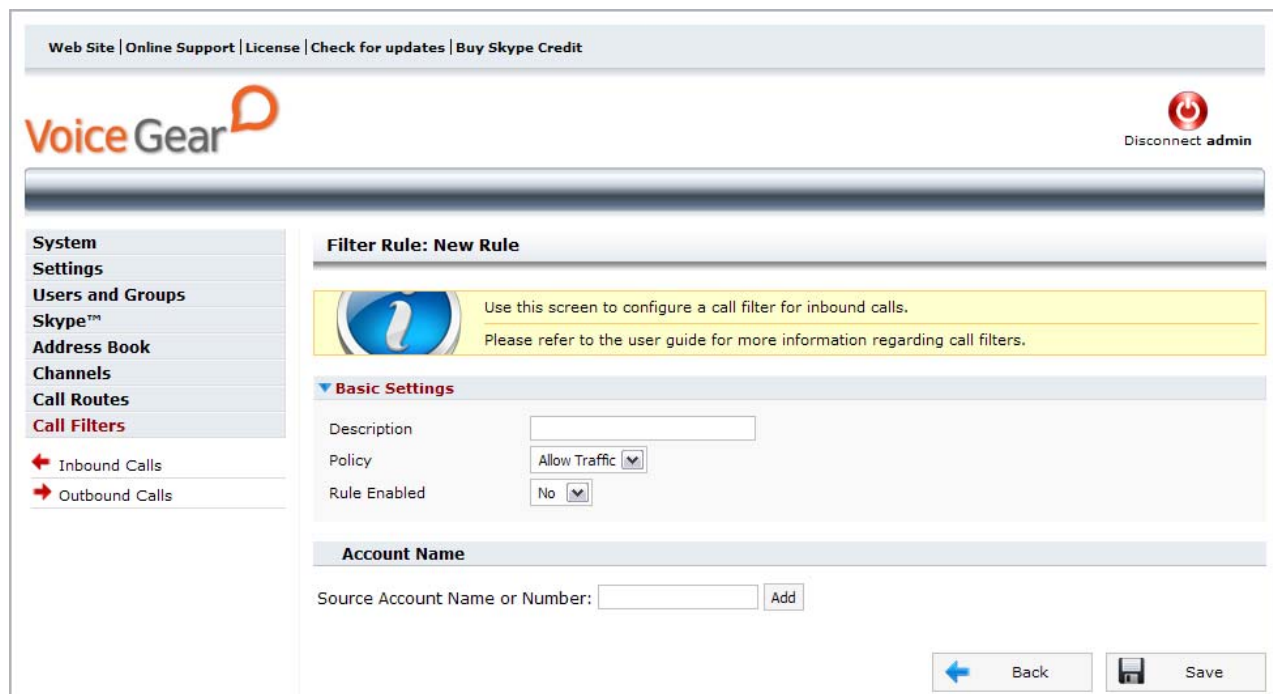 Web Site | Online Support | License | Check for updates | Buy Skype Credit
Voice Gear
Disconnect admin
System
Settings
Users and Groups
Skype™
Address Book
Channels
Call Routes
Call Filters
Inbound Calls
Outbound Calls
Filter Rule: New Rule
i
Use this screen to configure a call filter for inbound calls.
Please refer to the user guide for more information regarding call filters.
Basic Settings
Description
Policy Allow Traffic
Rule Enabled No
Account Name
Source Account Name or Number: Add
Back Save